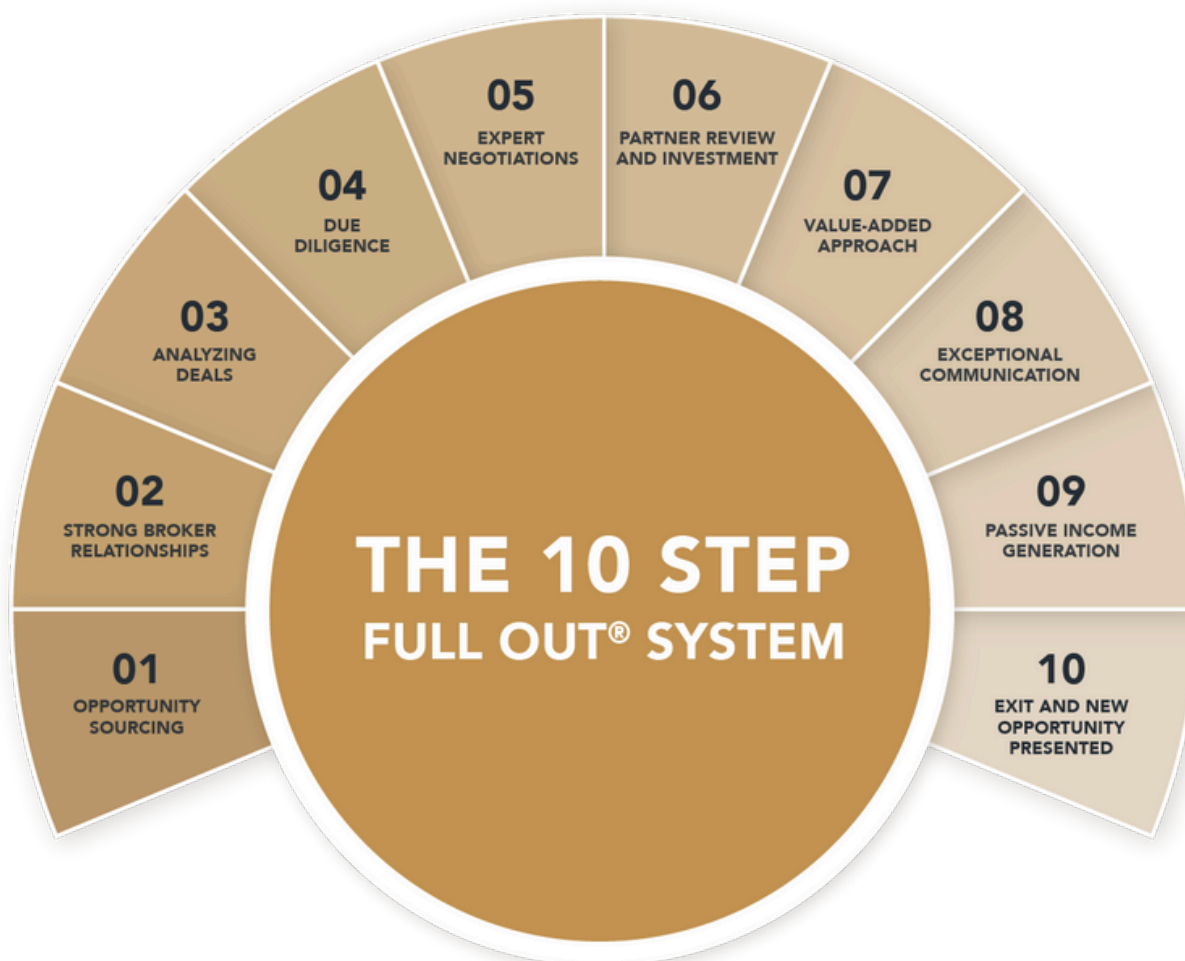 THE 10 STEP
FULL OUT® SYSTEM
01
OPPORTUNITY
SOURCING
02
STRONG BROKER
RELATIONSHIPS
03
ANALYZING
DEALS
04
DUE
DILIGENCE
05
EXPERT
NEGOTIATIONS
06
PARTNER REVIEW
AND INVESTMENT
07
VALUE-ADDED
APPROACH
08
EXCEPTIONAL
COMMUNICATION
09
PASSIVE INCOME
GENERATION
10
EXIT AND NEW
OPPORTUNITY
PRESENTED